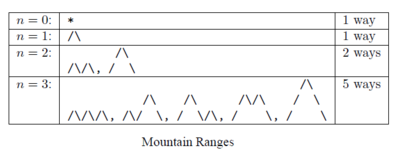 n = 0: * 1 way
n = 1: /\ 1 way
n = 2: /\/\, /\ 2 ways
n = 3: /\/\/\, /\/\, /\/\, /\/\, /\ 5 ways
Mountain Ranges